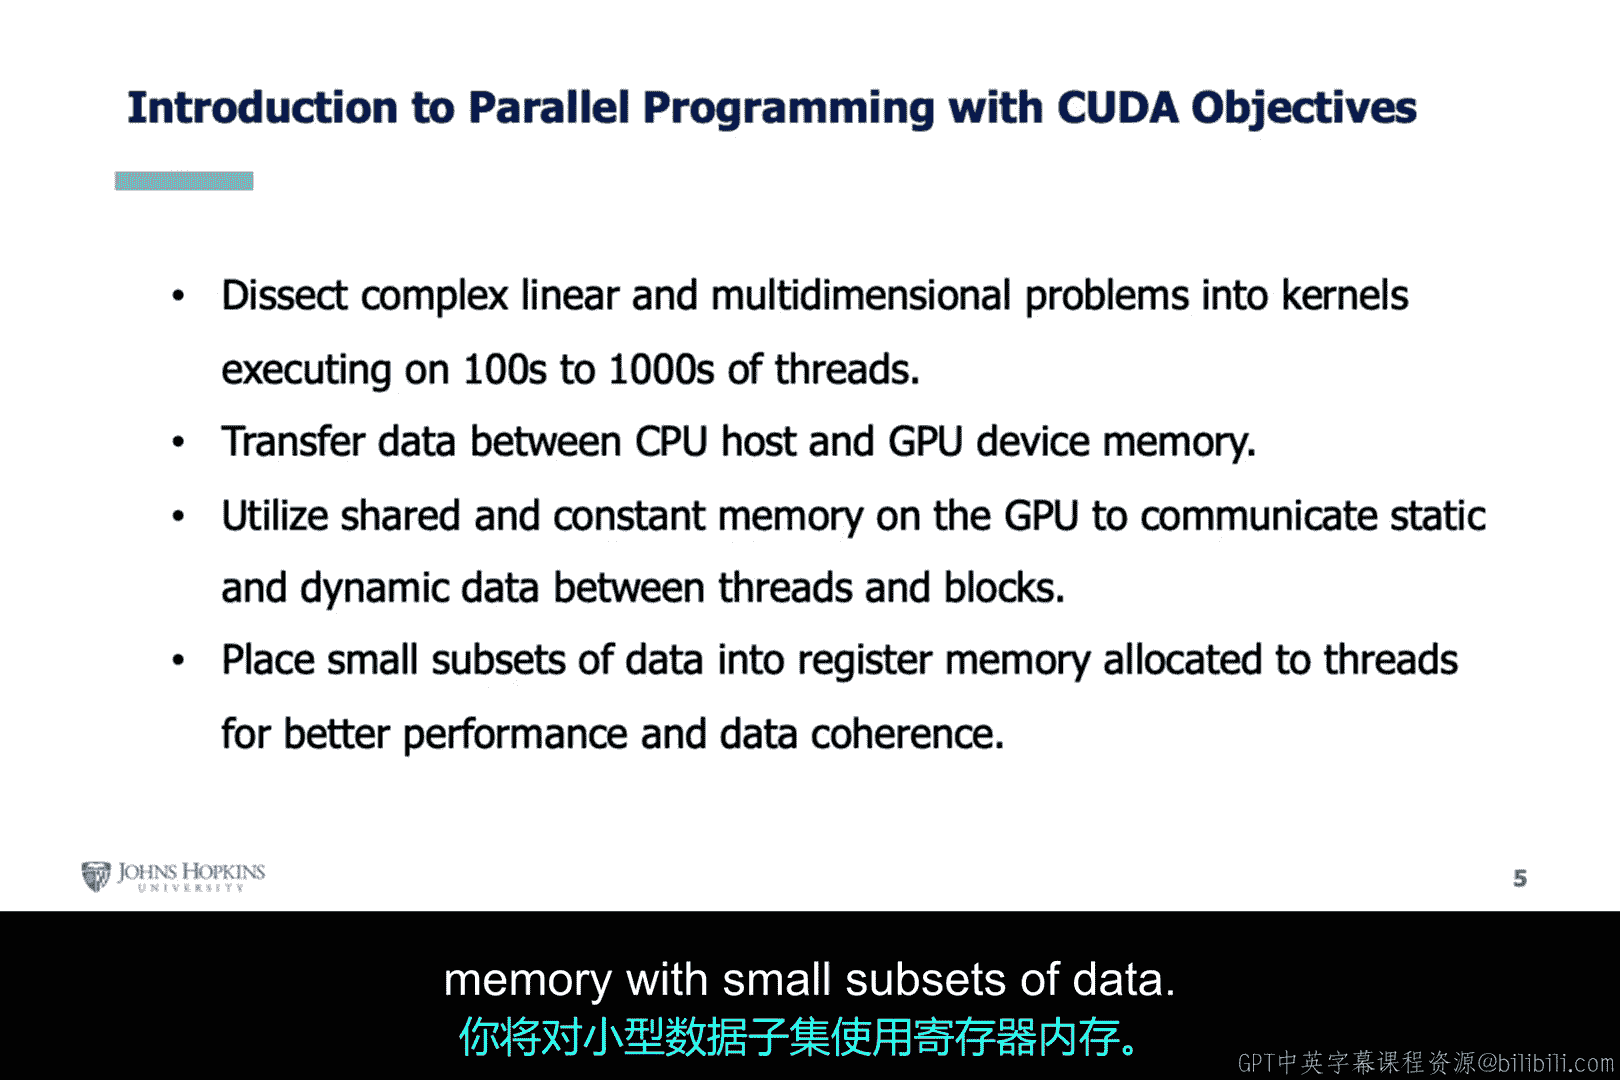 Introduction to Parallel Programming with CUDA Objectives
• Dissect complex linear and multidimensional problems into kernels
executing on 100s to 1000s of threads.
• Transfer data between CPU host and GPU device memory.
• Utilize shared and constant memory on the GPU to communicate static
and dynamic data between threads and blocks.
• Place small subsets of data into register memory allocated to threads
for better performance and data coherence.
JOHNS HOPKINS
UNIVERSITY
5
memory with small subsets of data.
你将对小型数据子集使用寄存器内存。
GPT中英字幕课程资源@bilibili.com